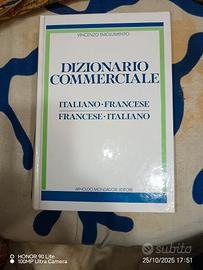 VINCENZO EMOLUMENTO
DIZIONARIO
COMMERCIALE
ITALIANO·FRANCESE
FRANCESE·ITALIANO
ARNOLDO MONDADORI EDITORE
HONOR 90 Lite
100MP Ultra Camera
subito
25/10/2025 17:51